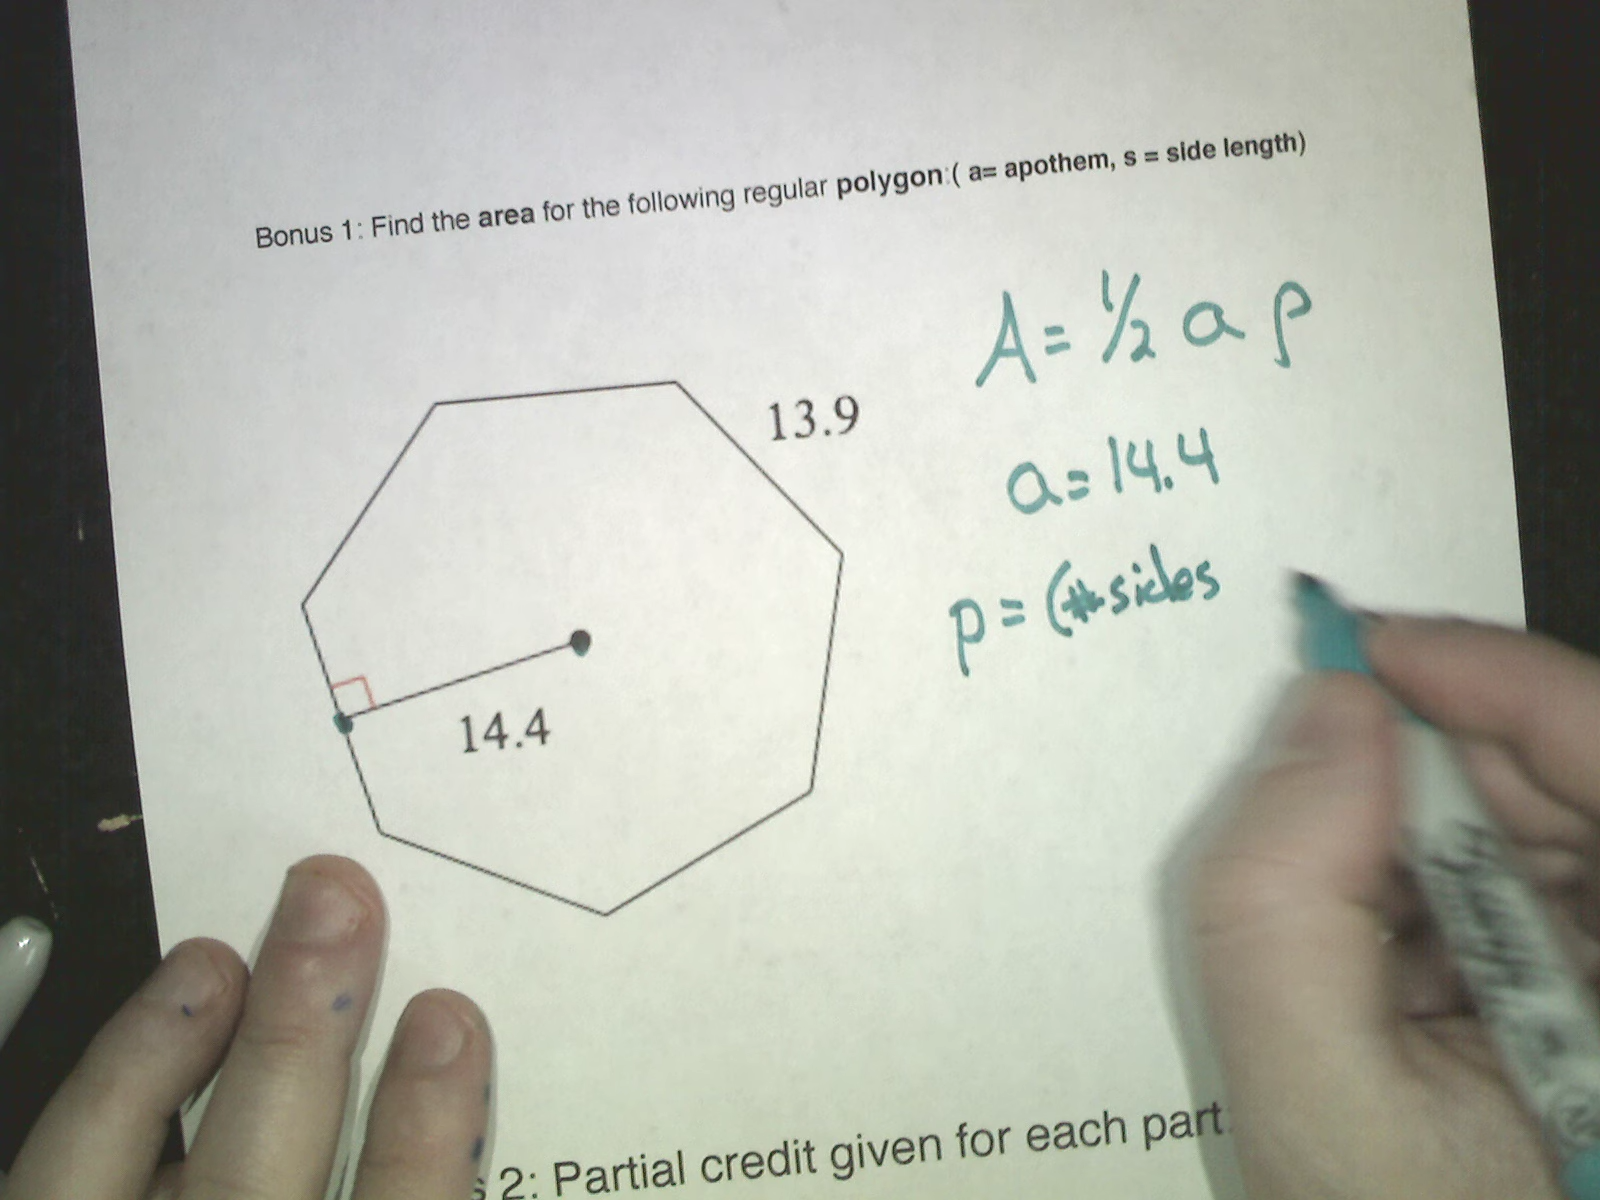 Bonus 1: Find the area for the following regular polygon:( a= apothem, s = side length)
A = 1/2 a p
13.9
a = 14.4
p = (# sides
14.4
2: Partial credit given for each part